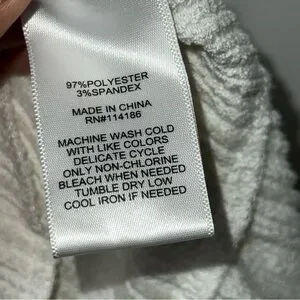 97%POLYESTER
3%SPANDEX
MADE IN CHINA
RN#114186
MACHINE WASH COLD
WITH LIKE COLORS
DELICATE CYCLE
ONLY NON-CHLORINE
BLEACH WHEN NEEDED
TUMBLE DRY LOW
COOL IRON IF NEEDED